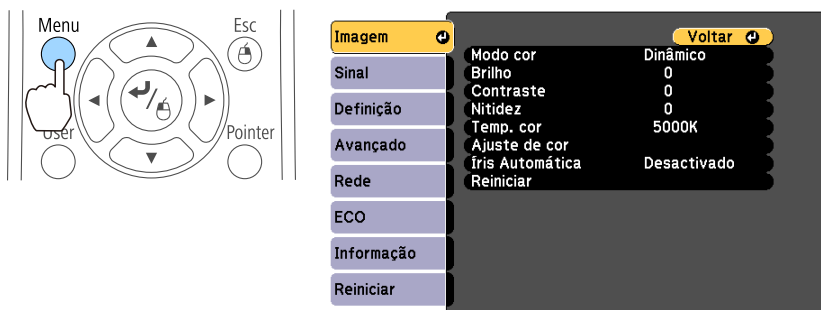 Menu
Esc
User
Pointer
Imagem
Sinal
Definição
Avançado
Rede
ECO
Informação
Reiniciar
Voltar
Modo cor Dinâmico
Brilho 0
Contraste 0
Nitidez 0
Temp. cor 5000K
Ajuste de cor
Íris Automática Desactivado
Reiniciar